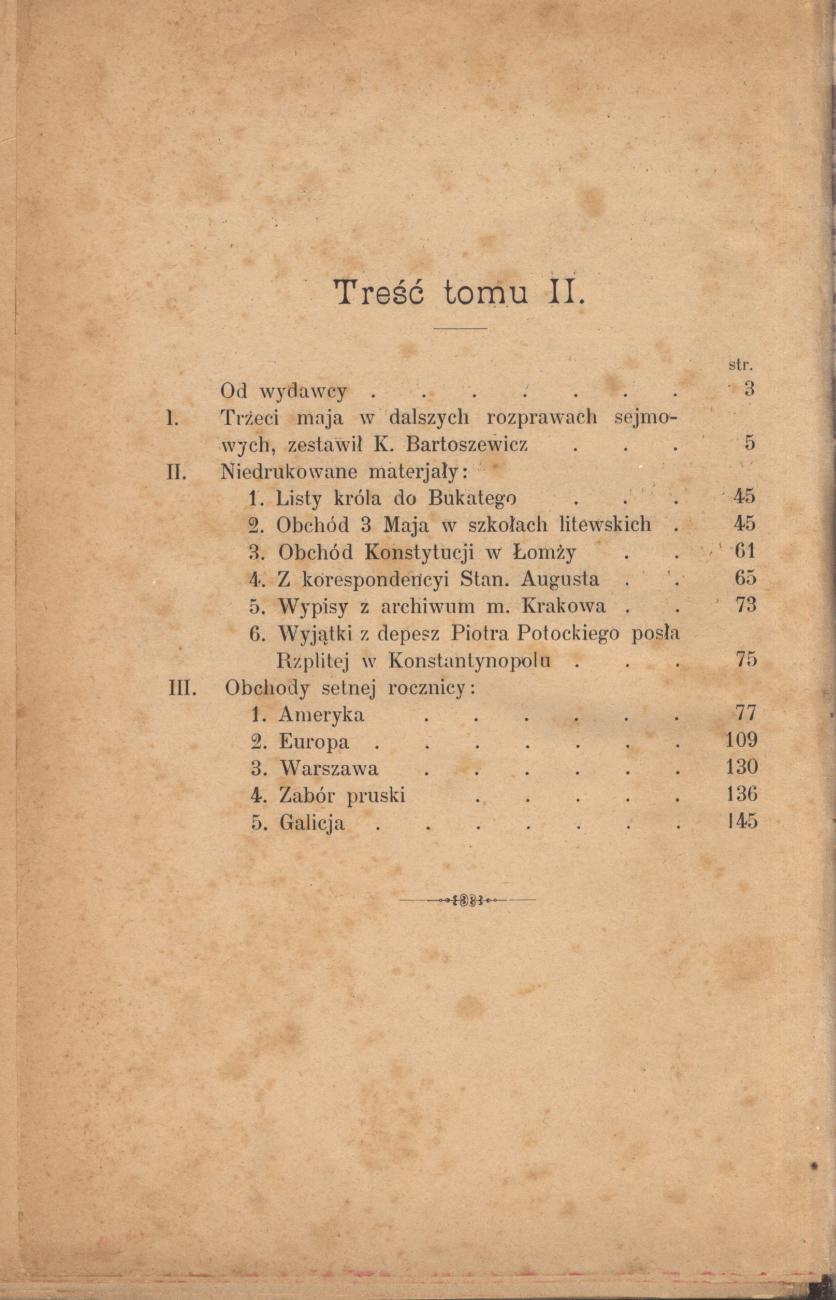 Treść tomu II.
str.
Od wydawcy . . . . . . . 3
I. Trzeci maja w dalszych rozprawach sejmo-
wych, zestawił K. Bartoszewicz . . . 5
II. Niedrukowane materjały:
1. Listy króla do Bukatego . . . 45
2. Obchód 3 Maja w szkołach litewskich . 45
3. Obchód Konstytucji w Łomży . . 61
4. Z korespondencyi Stan. Augusta . . 65
5. Wypisy z archiwum m. Krakowa . . 73
6. Wyjątki z depesz Piotra Potockiego posła
Rzplitej w Konstantynopolu . . . 75
III. Obchody setnej rocznicy:
1. Ameryka . . . . . . 77
2. Europa . . . . . . . 109
3. Warszawa . . . . . . 130
4. Zabór pruski . . . . . 136
5. Galicja . . . . . . . 145